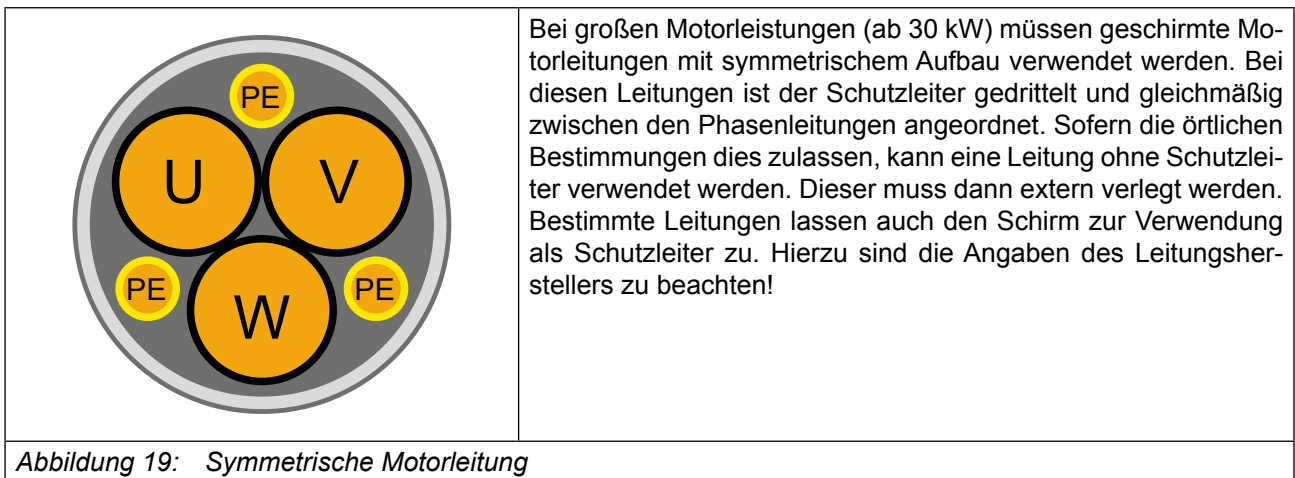 PE
U V
PE PE
W
Bei großen Motorleistungen (ab 30 kW) müssen geschirmte Mo-
torleitungen mit symmetrischem Aufbau verwendet werden. Bei
diesen Leitungen ist der Schutzleiter gedrittelt und gleichmäßig
zwischen den Phasenleitungen angeordnet. Sofern die örtlichen
Bestimmungen dies zulassen, kann eine Leitung ohne Schutzlei-
ter verwendet werden. Dieser muss dann extern verlegt werden.
Bestimmte Leitungen lassen auch den Schirm zur Verwendung
als Schutzleiter zu. Hierzu sind die Angaben des Leitungsher-
stellers zu beachten!
Abbildung 19: Symmetrische Motorleitung